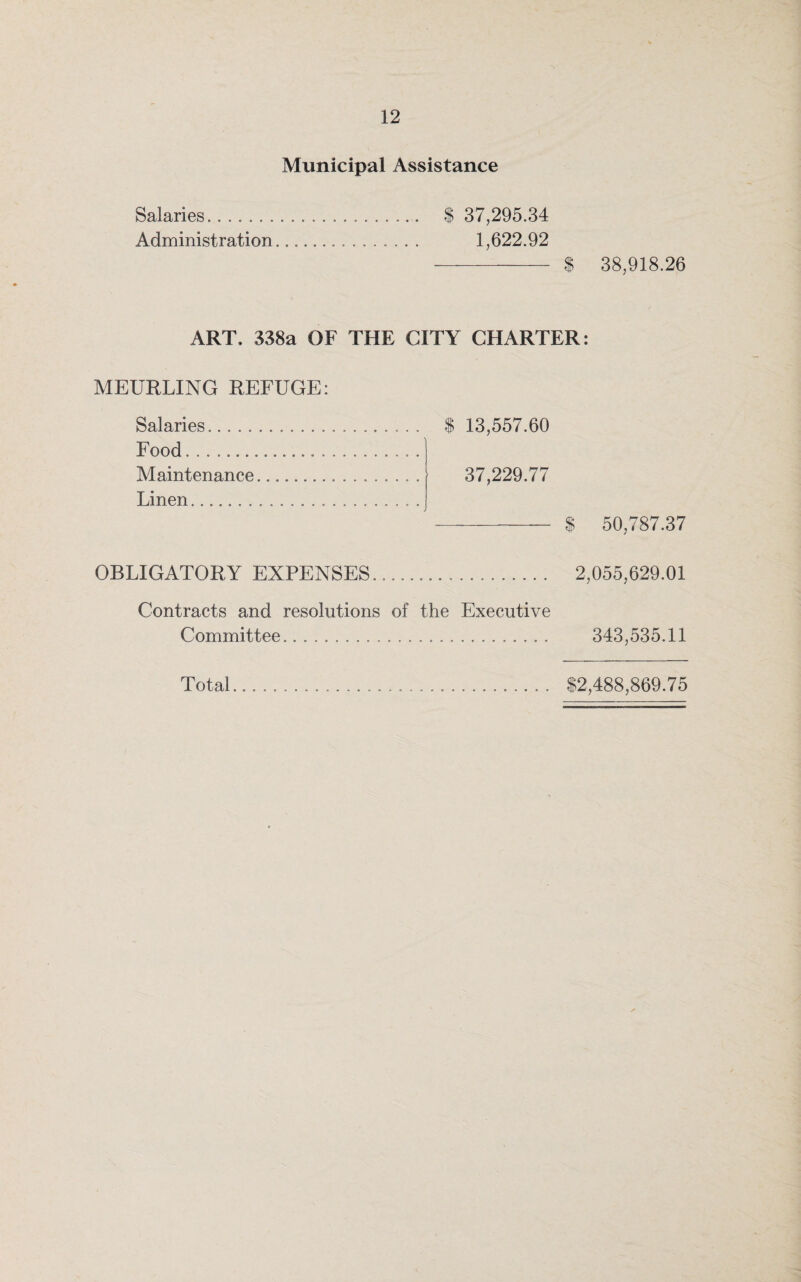 12
Municipal Assistance
Salaries...................... $ 37,295.34
Administration............... 1,622.92
$ 38,918.26
ART. 338a OF THE CITY CHARTER:
MEURLING REFUGE:
Salaries...................... $ 13,557.60
Food........................
Maintenance................. 37,229.77
Linen........................
$ 50,787.37
OBLIGATORY EXPENSES.................... 2,055,629.01
Contracts and resolutions of the Executive
Committee........................... 343,535.11
Total................................ $2,488,869.75